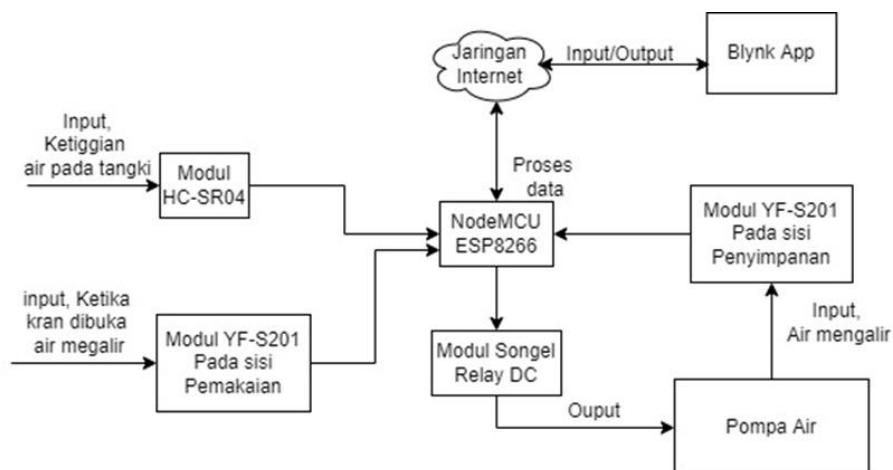 Jaringan
Internet
Input/Output
Blynk App
Input,
Ketiggian
air pada tangki
Modul
HC-SR04
Proses
data
NodeMCU
ESP8266
Modul YF-S201
Pada sisi
Penyimpanan
input, Ketika
kran dibuka
air megalir
Modul YF-S201
Pada sisi
Pemakaian
Modul Songel
Relay DC
Input,
Air mengalir
Ouput
Pompa Air